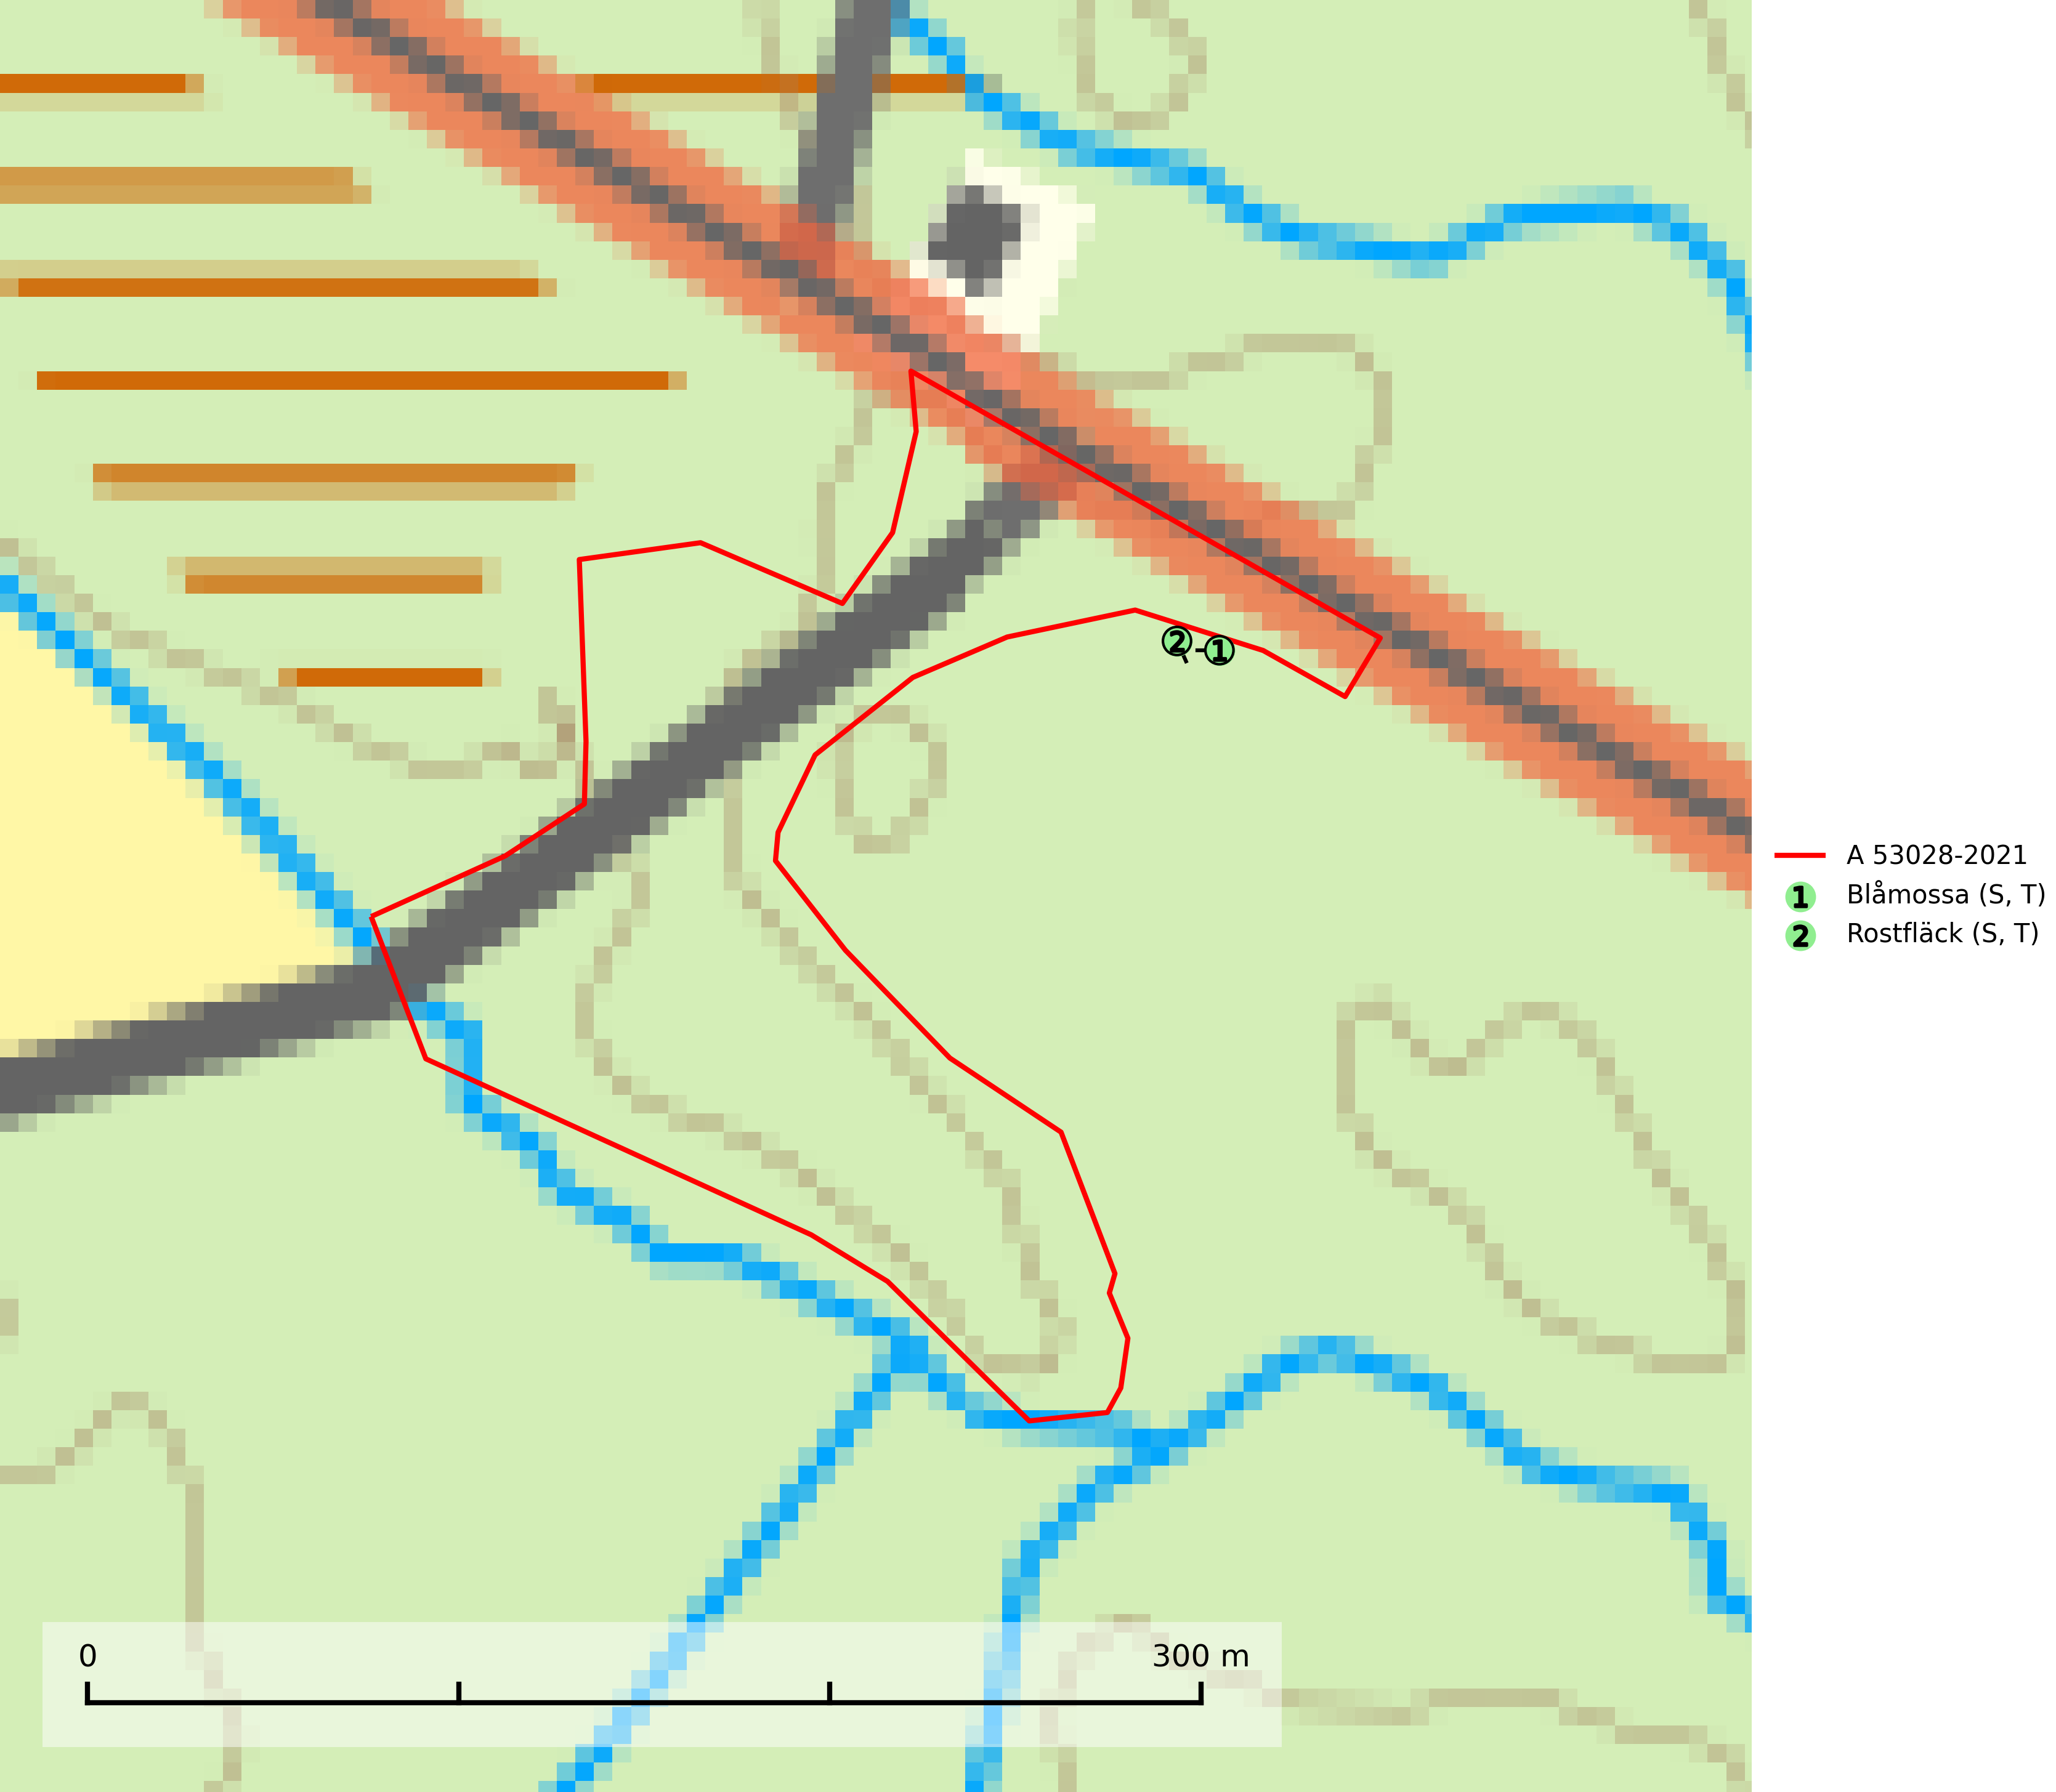 2 1
A 53028-2021
1 Blåmossa (S, T)
2 Rostfläck (S, T)
0 300 m